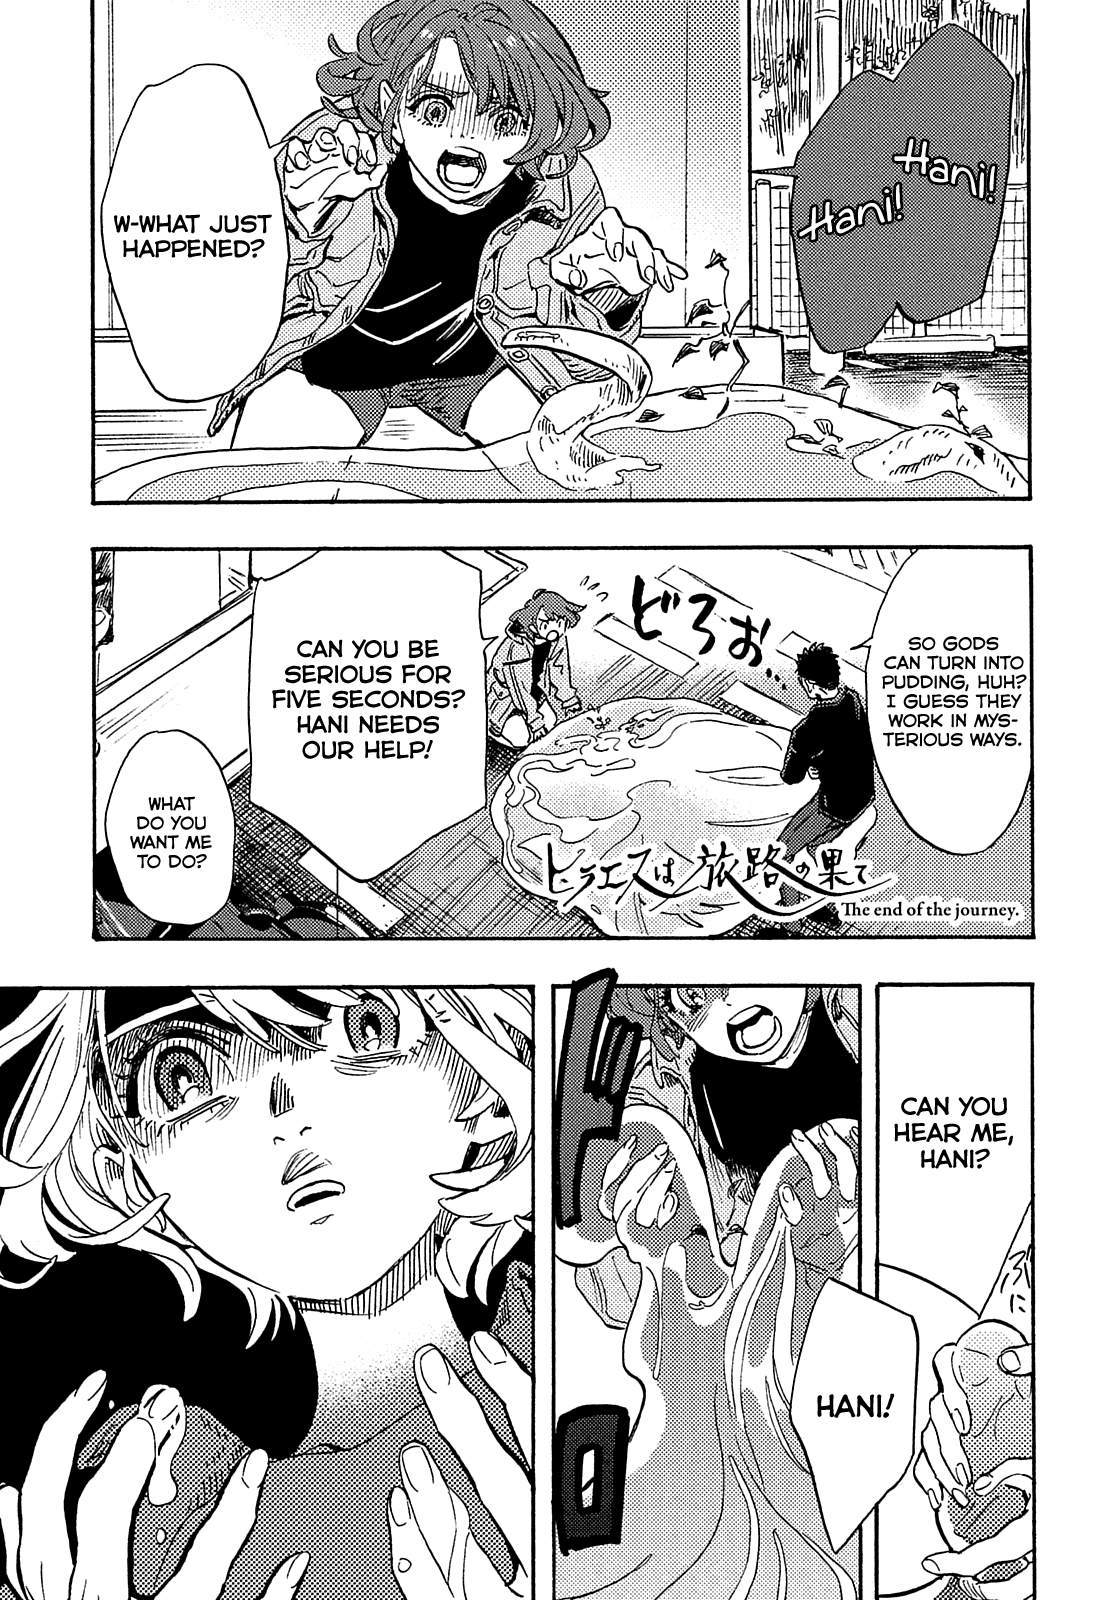 Hani!
Hani!
W-WHAT JUST
HAPPENED?
SO GODS
CAN TURN INTO
PUDDING, HUH?
I GUESS THEY
WORK IN MYS-
TERIOUS WAYS.
どろお...
CAN YOU BE
SERIOUS FOR
FIVE SECONDS?
HANI NEEDS
OUR HELP!
WHAT
DO YOU
WANT ME
TO DO?
ヒラエスは旅路の果て
The end of the journey.
CAN YOU
HEAR ME,
HANI?
HANI!